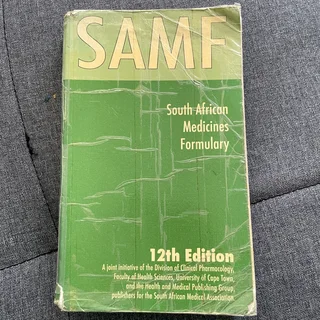 SAMF
South African
Medicines
Formulary
12th Edition
A joint initiative of the Division of Clinical Pharmacology,
Faculty of Health Sciences, University of Cape Town,
and the Health and Medical Publishing Group,
publishers for the South African Medical Association